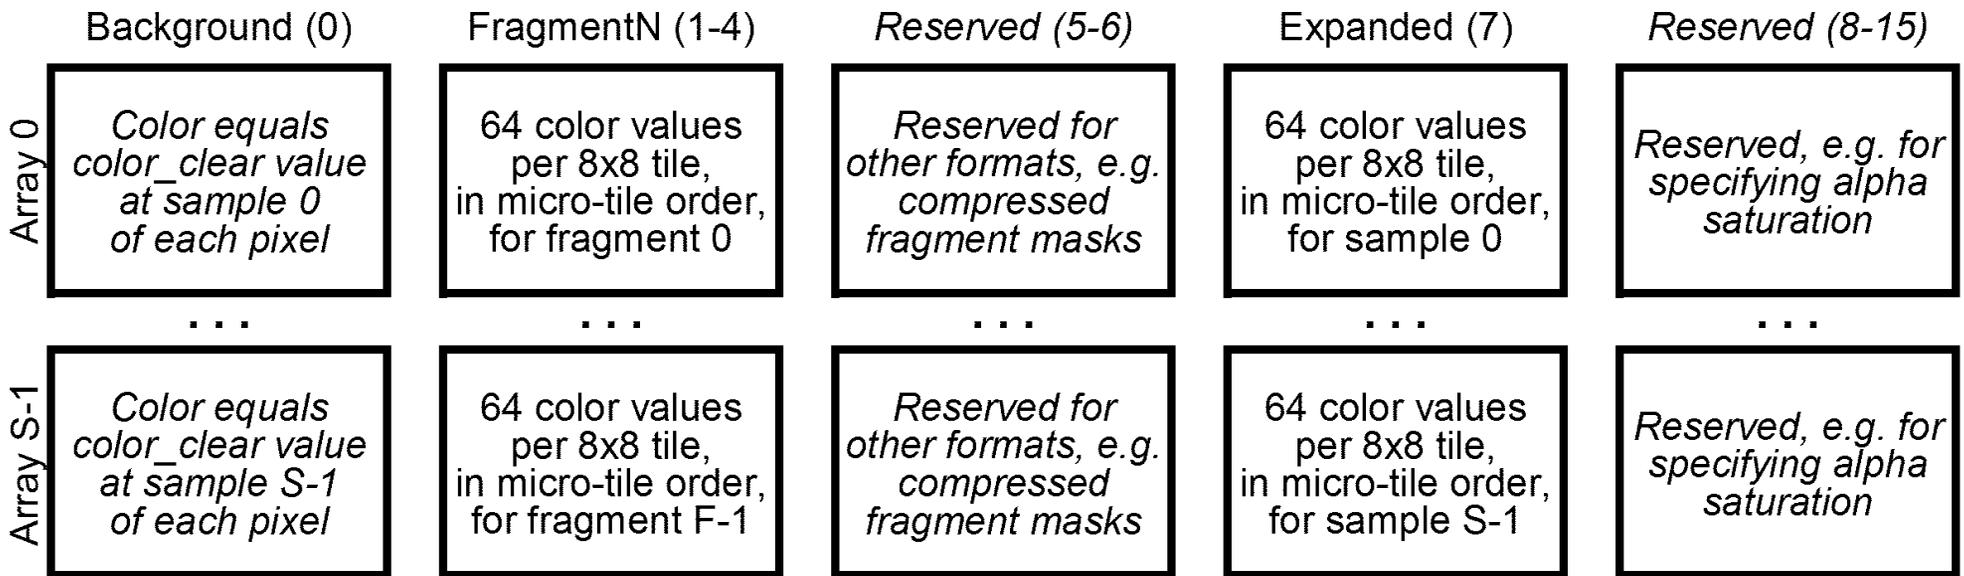 Background (0)
FragmentN (1-4)
Reserved (5-6)
Expanded (7)
Reserved (8-15)
Array 0
Color equals
color_clear value
at sample 0
of each pixel
64 color values
per 8x8 tile,
in micro-tile order,
for fragment 0
Reserved for
other formats, e.g.
compressed
fragment masks
64 color values
per 8x8 tile,
in micro-tile order,
for sample 0
Reserved, e.g. for
specifying alpha
saturation
. . .
. . .
. . .
. . .
. . .
Array S-1
Color equals
color_clear value
at sample S-1
of each pixel
64 color values
per 8x8 tile,
in micro-tile order,
for fragment F-1
Reserved for
other formats, e.g.
compressed
fragment masks
64 color values
per 8x8 tile,
in micro-tile order,
for sample S-1
Reserved, e.g. for
specifying alpha
saturation